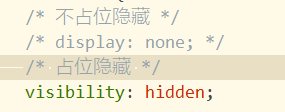 /* 不占位隐藏 */
/* display: none; */
/* 占位隐藏 */
visibility: hidden;